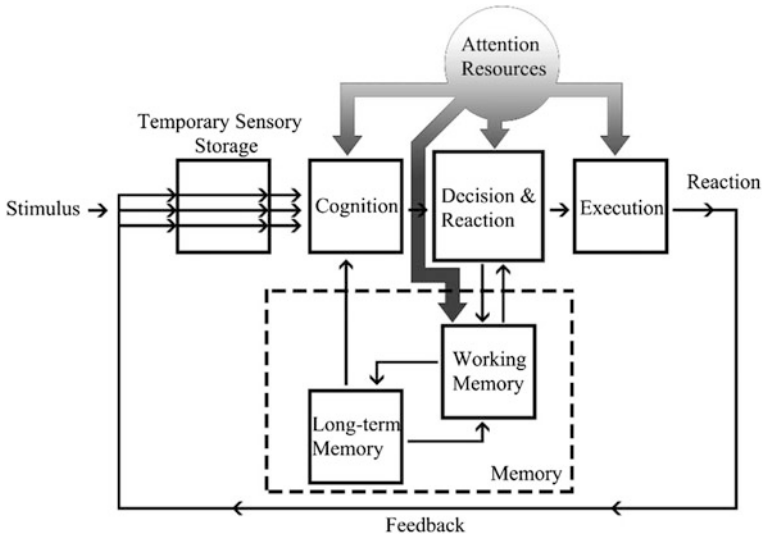 Attention
Resources
Temporary Sensory
Storage
Stimulus
Cognition
Decision &
Reaction
Execution
Reaction
Working
Memory
Long-term
Memory
Memory
Feedback